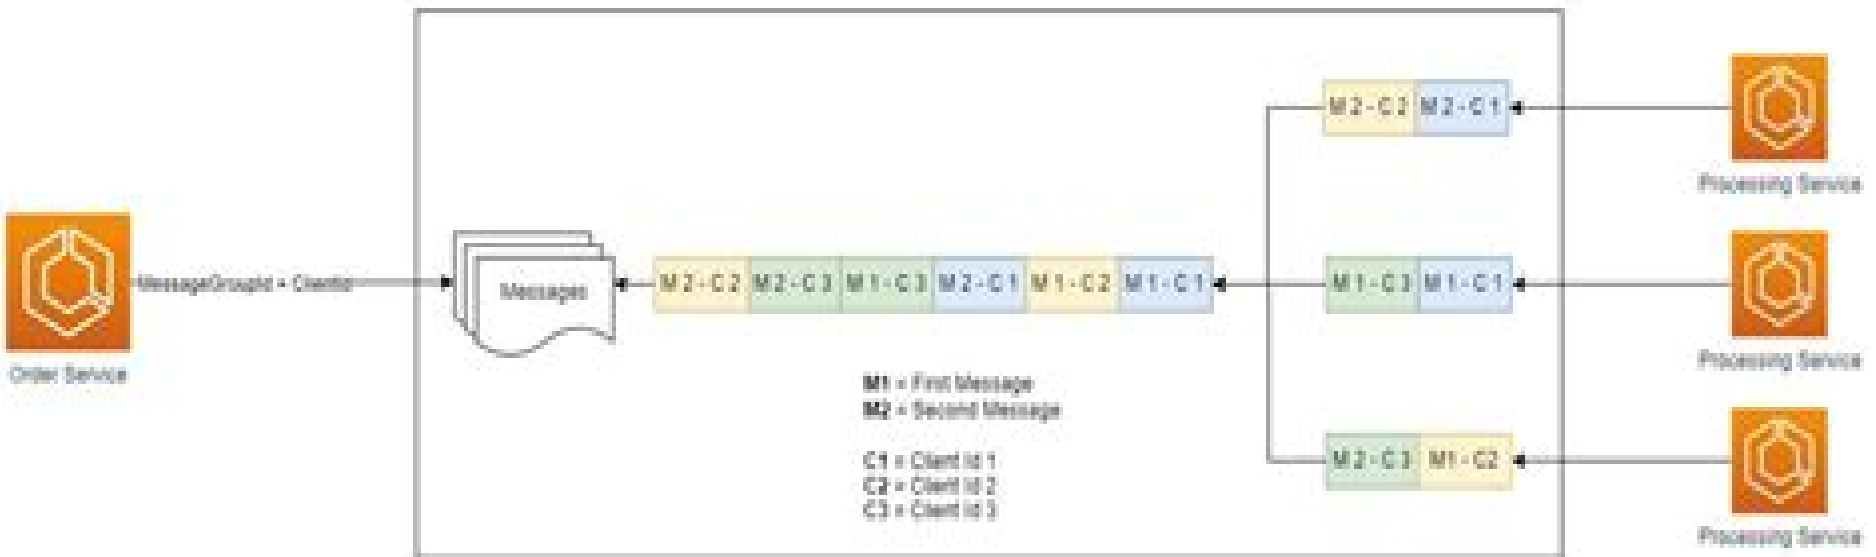 MessageGroupId = ClientId
Order Service
Messages
M2-C2 M2-C3 M1-C3 M2-C1 M1-C2 M1-C1
M2-C2 M2-C1
Processing Service
M1-C3 M1-C1
Processing Service
M2-C3 M1-C2
Processing Service
M1 = First Message
M2 = Second Message
C1 = Client Id 1
C2 = Client Id 2
C3 = Client Id 3